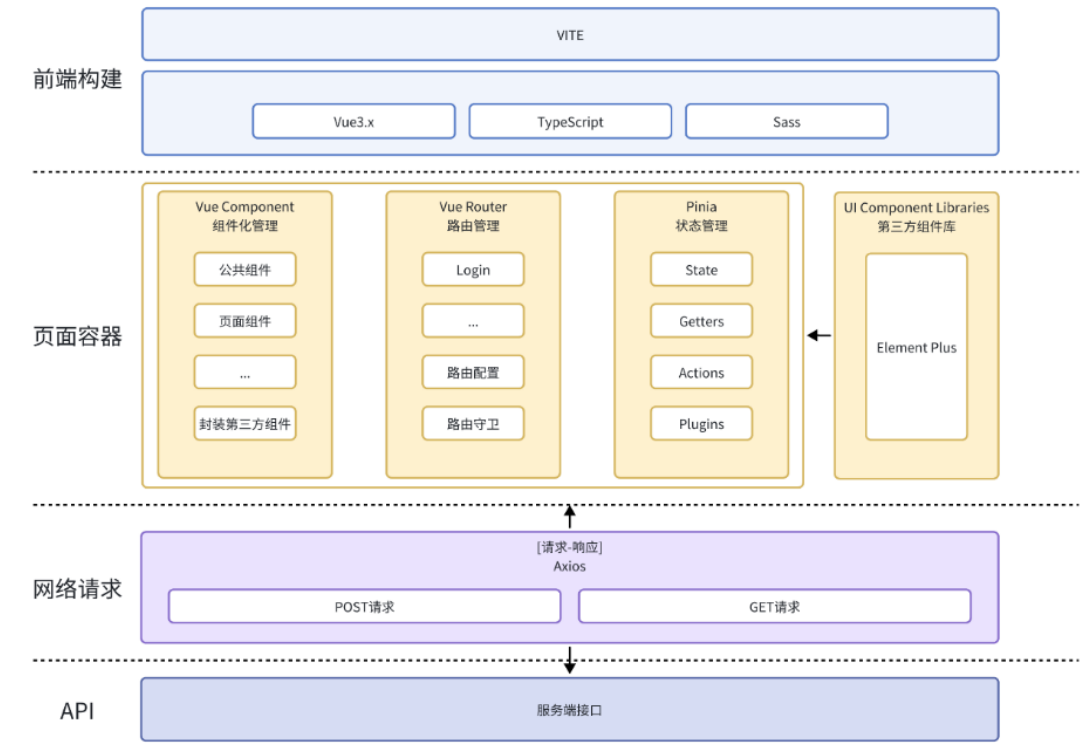 前端构建
VITE
Vue3.x
TypeScript
Sass
页面容器
Vue Component
组件化管理
公共组件
页面组件
...
封装第三方组件
Vue Router
路由管理
Login
...
路由配置
路由守卫
Pinia
状态管理
State
Getters
Actions
Plugins
UI Component Libraries
第三方组件库
Element Plus
网络请求
[请求-响应]
Axios
POST请求
GET请求
API
服务端接口